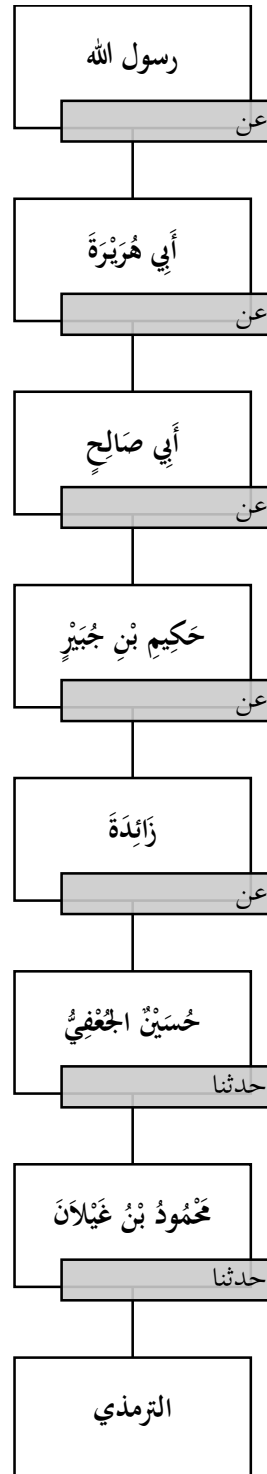 رسول الله
عن
أَبِي هُرَيْرَةَ
عن
أَبِي صَالِحٍ
عن
حَكِيمِ بْنِ جُبَيْرٍ
عن
زَائِدَةَ
عن
حُسَيْنٌ الجُعْفِيُّ
حدثنا
مَحْمُودُ بْنُ غَيْلاَنَ
حدثنا
الترمذي